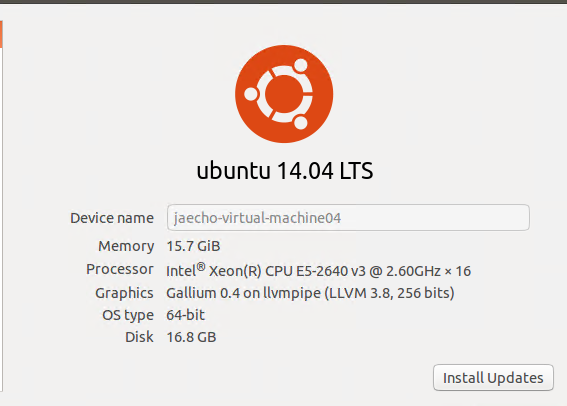 ubuntu 14.04 LTS
Device name jaecho-virtual-machine04
Memory 15.7 GiB
Processor Intel® Xeon(R) CPU E5-2640 v3 @ 2.60GHz × 16
Graphics Gallium 0.4 on llvmpipe (LLVM 3.8, 256 bits)
OS type 64-bit
Disk 16.8 GB
Install Updates